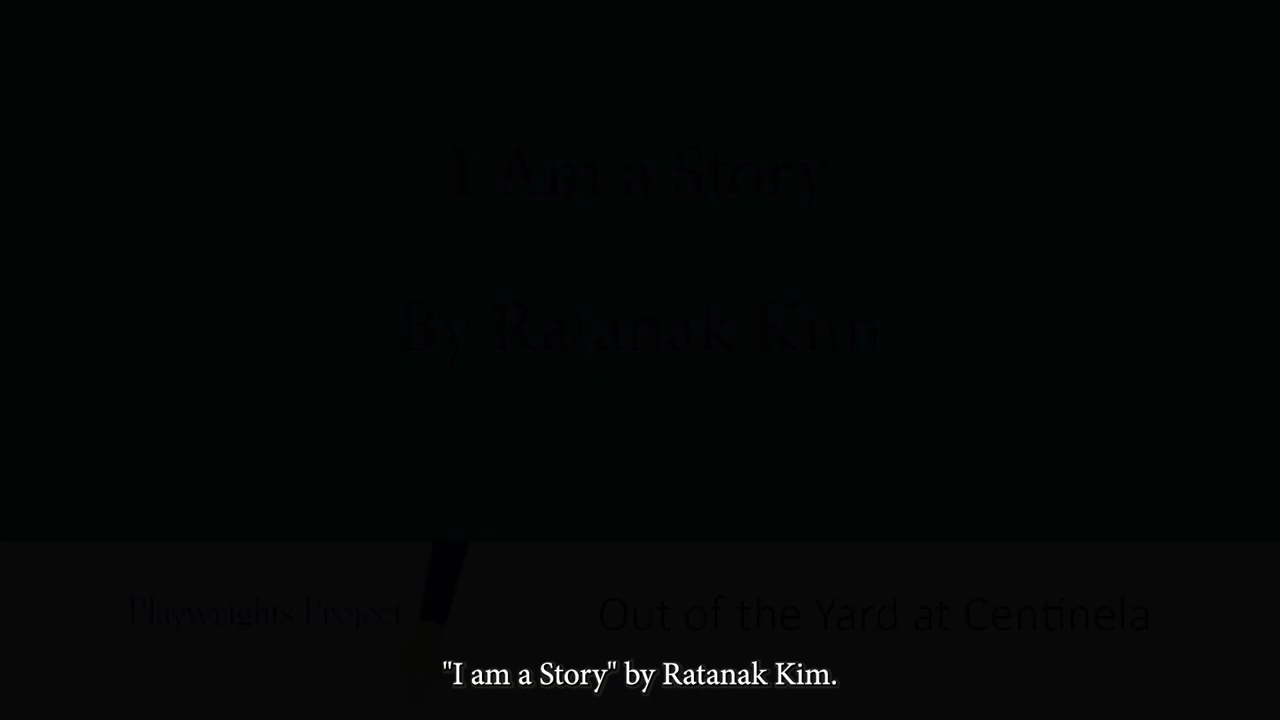 I Am a Story
By Ratanak Kim
Playwrights Project
Out of the Yard at Centinela
"I am a Story" by Ratanak Kim.